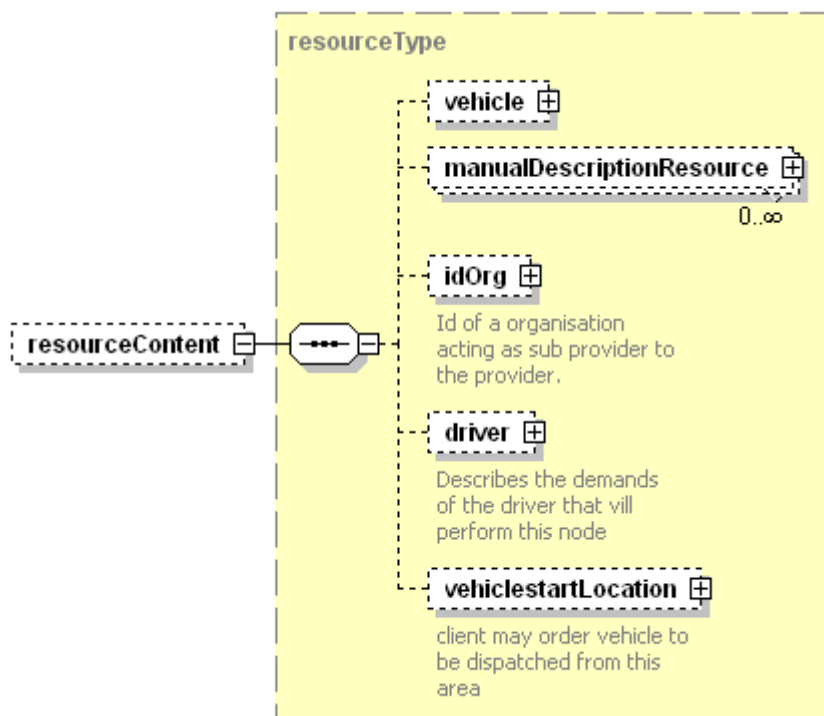 resourceType
vehicle
manualDescriptionResource
0..∞
idOrg
Id of a organisation
acting as sub provider to
the provider.
resourceContent
driver
Describes the demands
of the driver that vill
perform this node
vehiclestartLocation
client may order vehicle to
be dispatched from this
area